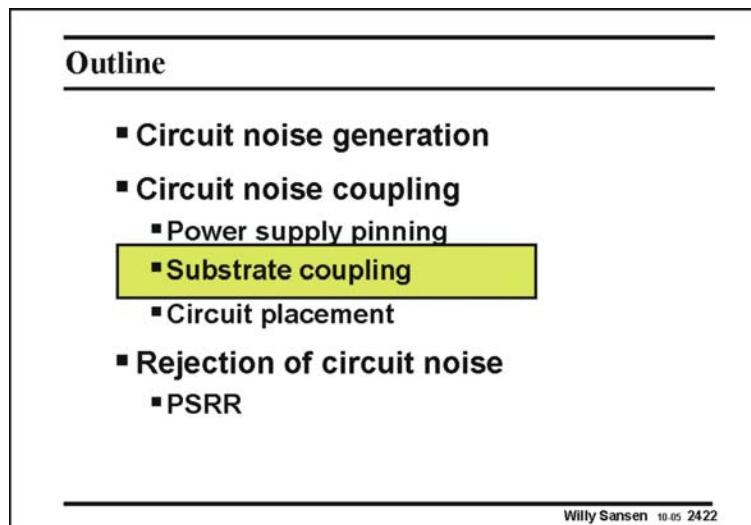 Outline
▪ Circuit noise generation
▪ Circuit noise coupling
▪ Power supply pinning
▪ Substrate coupling
▪ Circuit placement
▪ Rejection of circuit noise
▪ PSRR
Willy Sansen 10-05 2422